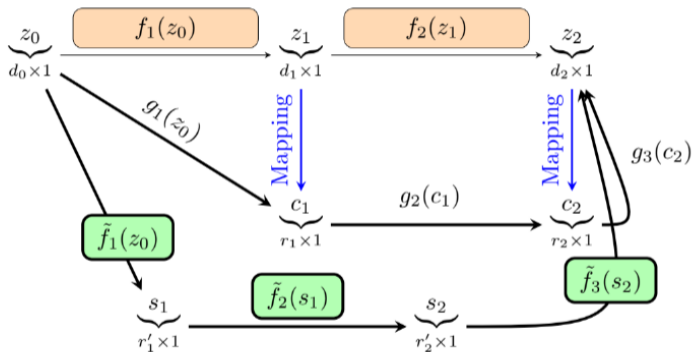 f₁(z₀) f₂(z₁)
z₀ z₁ z₂
d₀×1 d₁×1 d₂×1
g₁(z₀) Mapping Mapping g₃(c₂)
c₁ g₂(c₁) c₂
r₁×1 r₂×1
f̃₁(z₀)
f̃₂(s₁) f̃₃(s₂)
s₁ s₂
r′₁×1 r′₂×1